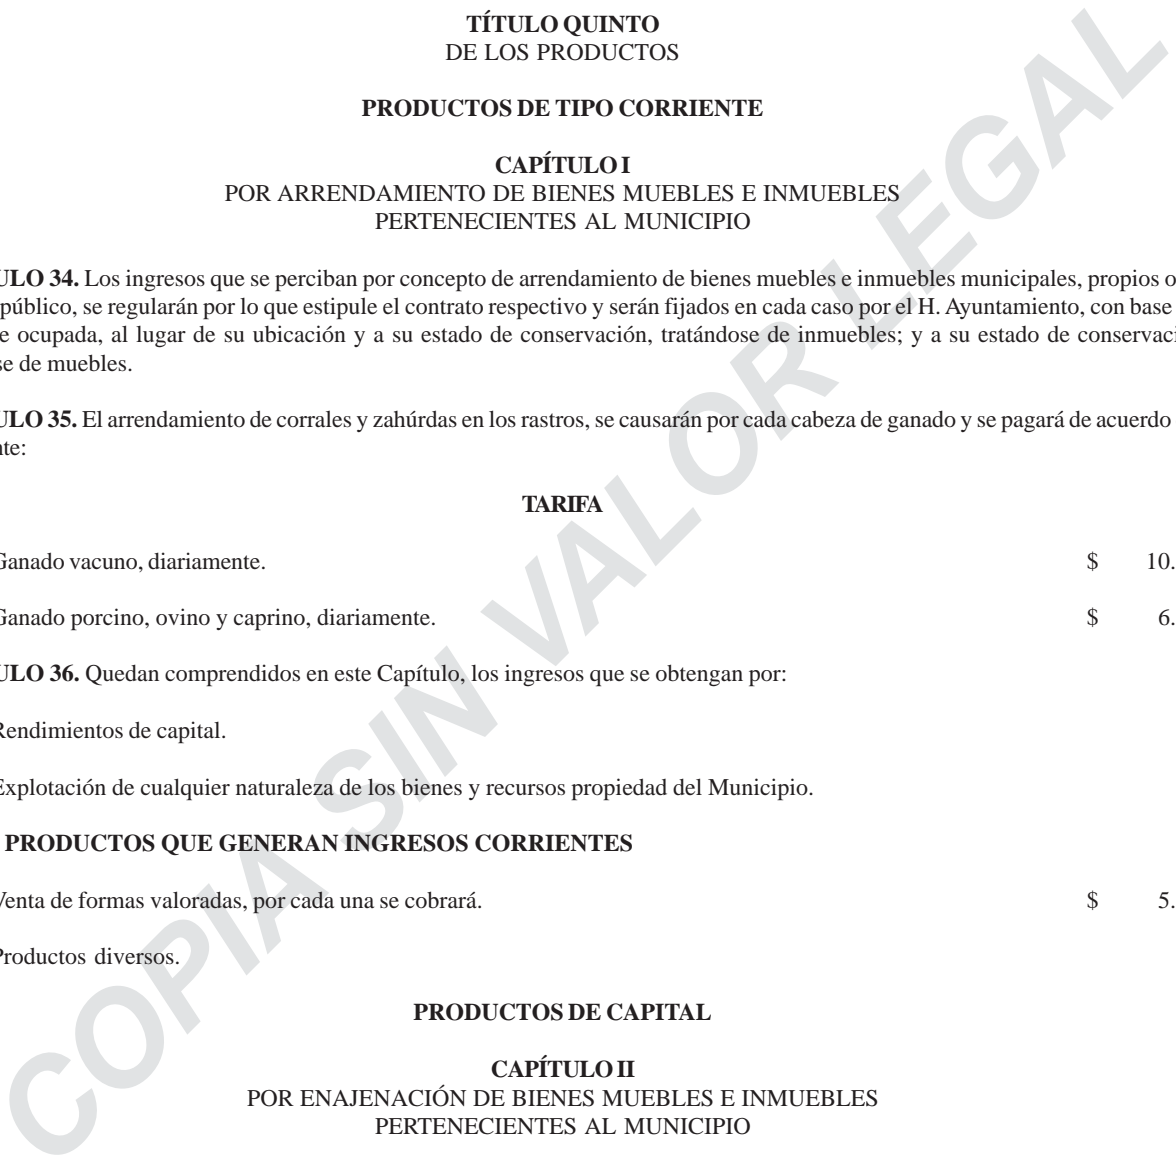 TÍTULO QUINTO
DE LOS PRODUCTOS
PRODUCTOS DE TIPO CORRIENTE
CAPÍTULO I
POR ARRENDAMIENTO DE BIENES MUEBLES E INMUEBLES
PERTENECIENTES AL MUNICIPIO
ULO 34. Los ingresos que se perciban por concepto de arrendamiento de bienes muebles e inmuebles municipales, propios o
público, se regularán por lo que estipule el contrato respectivo y serán fijados en cada caso por el H. Ayuntamiento, con base
e ocupada, al lugar de su ubicación y a su estado de conservación, tratándose de inmuebles; y a su estado de conservaci
se de muebles.
ULO 35. El arrendamiento de corrales y zahúrdas en los rastros, se causarán por cada cabeza de ganado y se pagará de acuerdo
nte:
TARIFA
Ganado vacuno, diariamente. $ 10.
Ganado porcino, ovino y caprino, diariamente. $ 6.
ULO 36. Quedan comprendidos en este Capítulo, los ingresos que se obtengan por:
Rendimientos de capital.
Explotación de cualquier naturaleza de los bienes y recursos propiedad del Municipio.
PRODUCTOS QUE GENERAN INGRESOS CORRIENTES
Venta de formas valoradas, por cada una se cobrará. $ 5.
Productos diversos.
PRODUCTOS DE CAPITAL
CAPÍTULO II
POR ENAJENACIÓN DE BIENES MUEBLES E INMUEBLES
PERTENECIENTES AL MUNICIPIO
COPIA SIN VALOR LEGAL